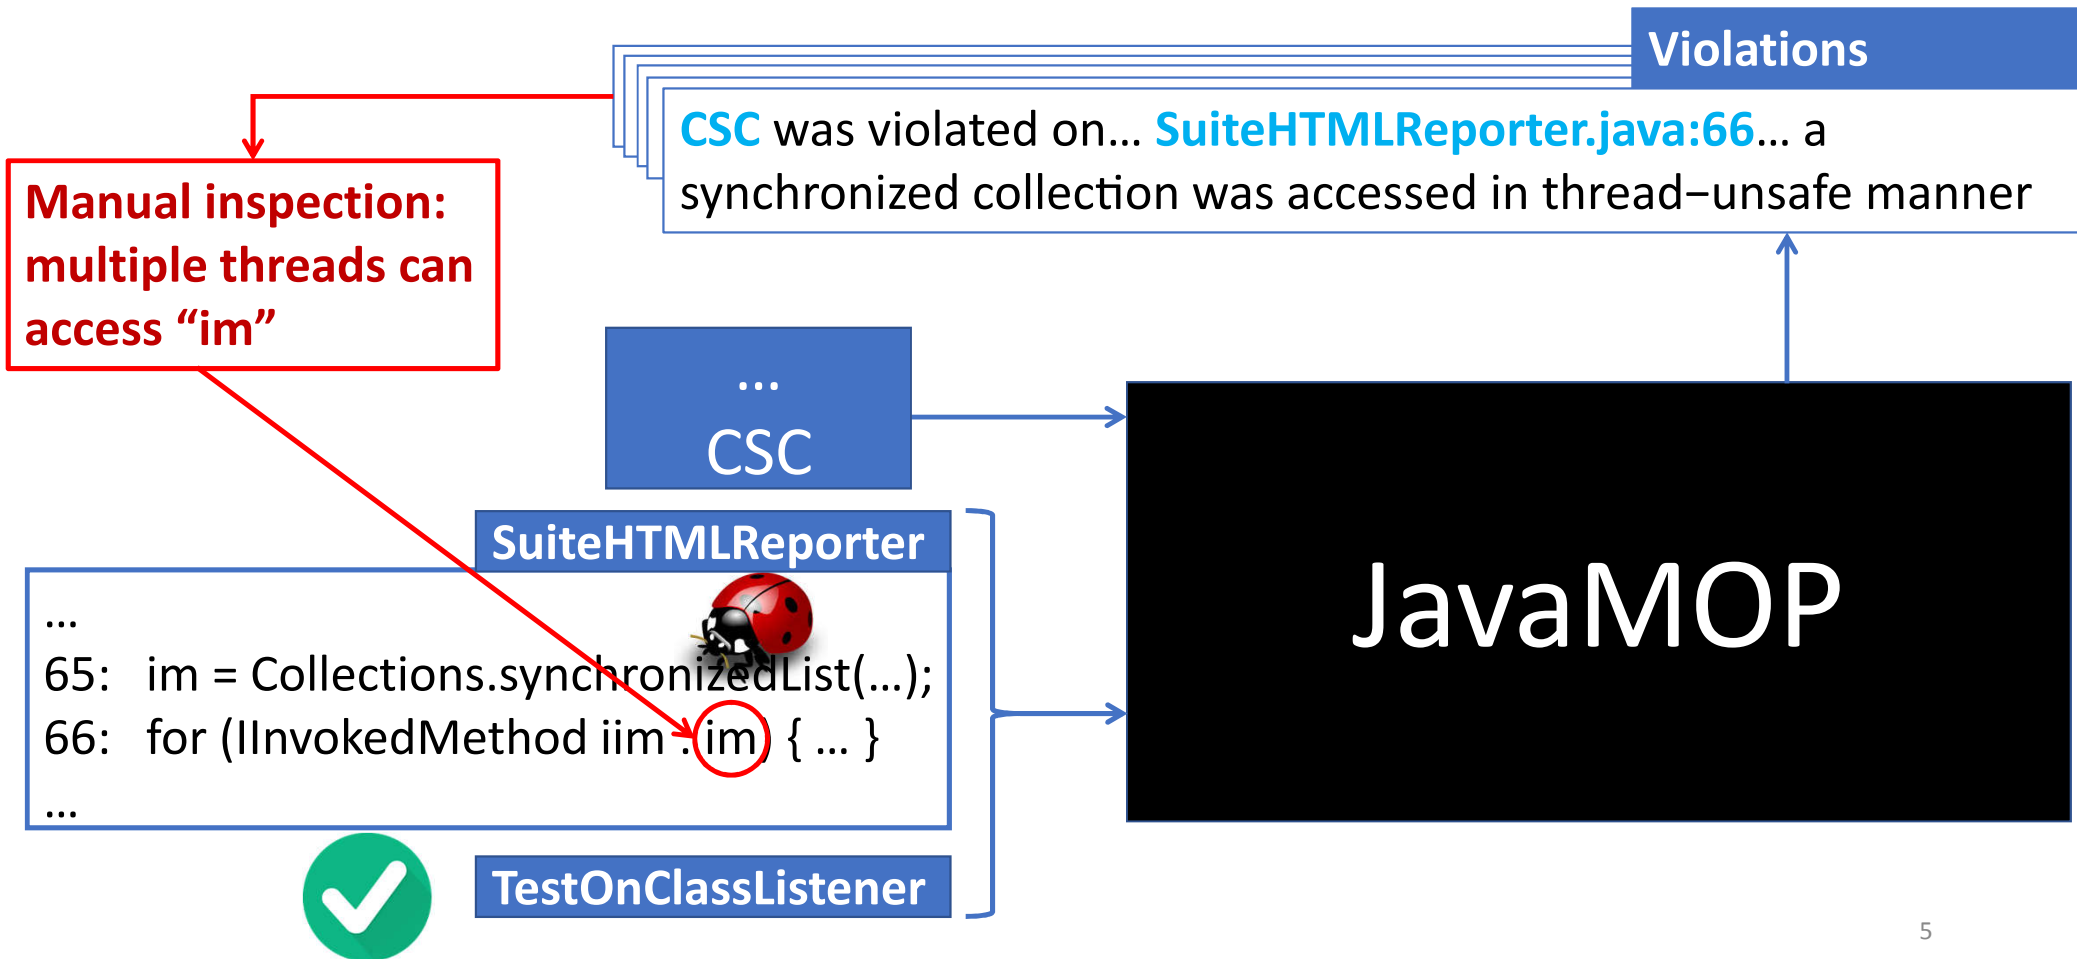 Violations
CSC was violated on... SuiteHTMLReporter.java:66... a
synchronized collection was accessed in thread−unsafe manner
Manual inspection:
multiple threads can
access “im”
...
CSC
JavaMOP
SuiteHTMLReporter
...
65: im = Collections.synchronizedList(...);
66: for (IInvokedMethod iim : im) { ... }
...
TestOnClassListener
5